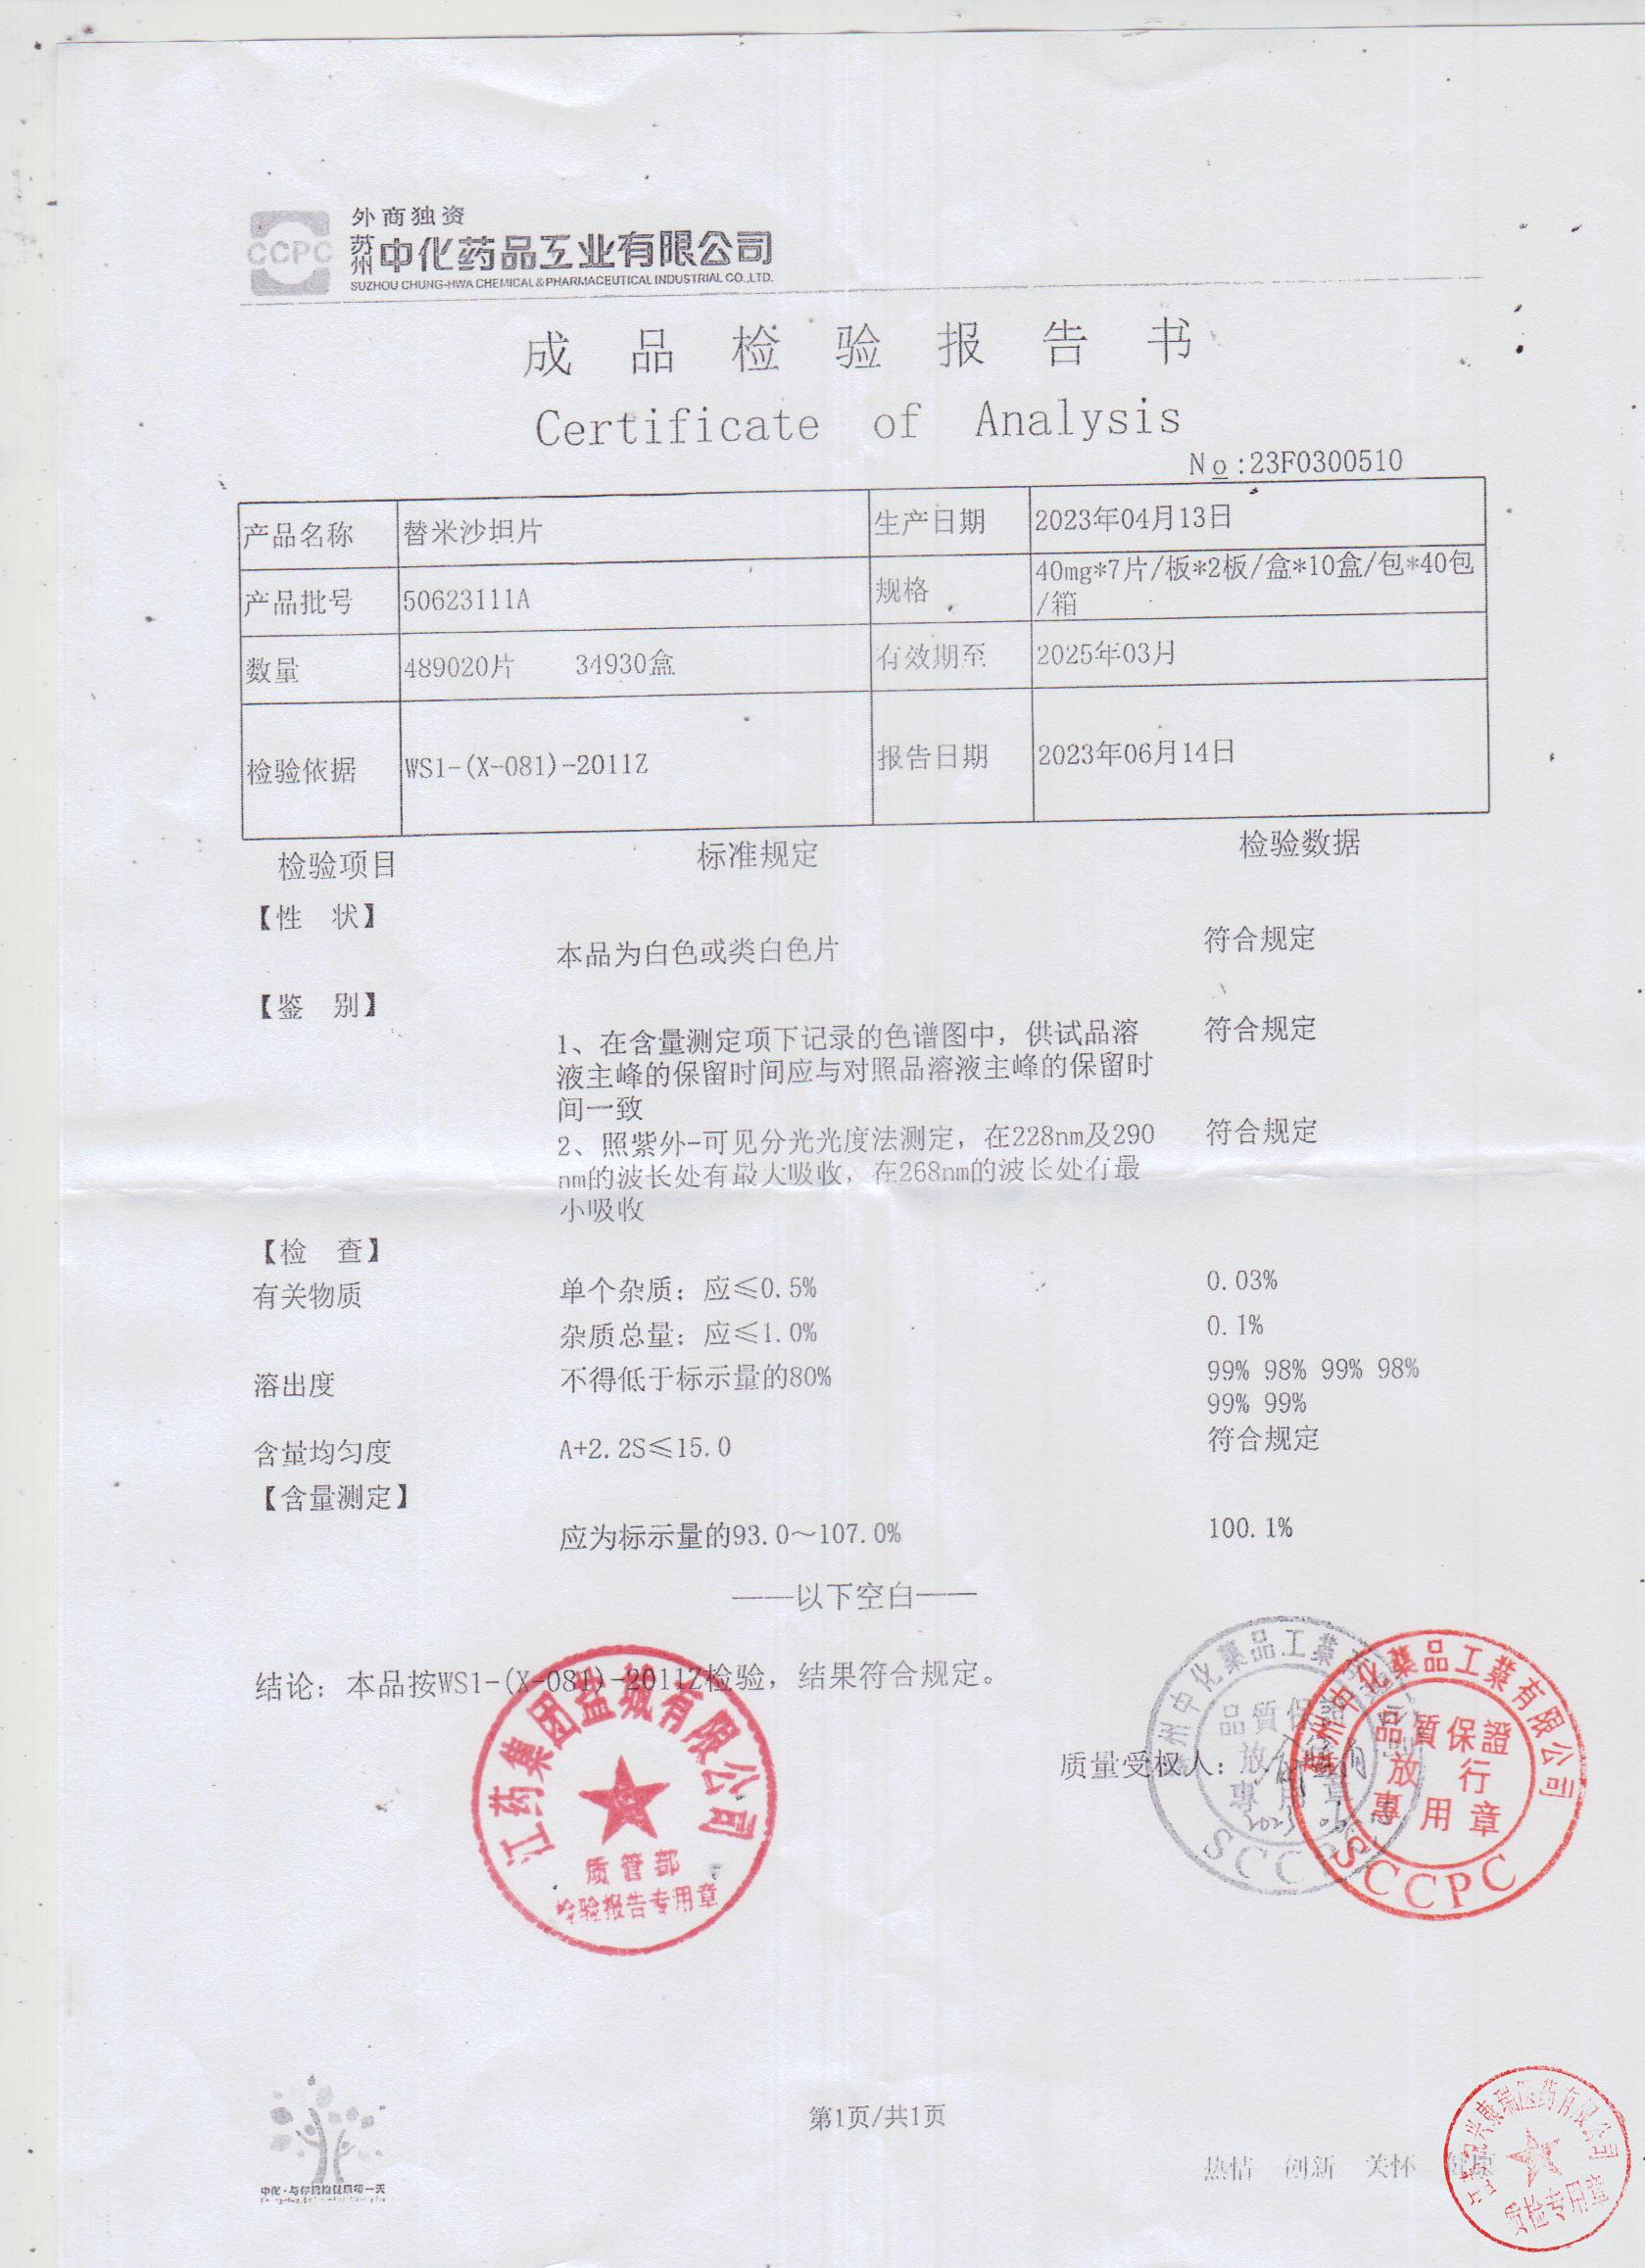 CCPC
外商独资
苏州中化药品工业有限公司
SUZHOU CHUNG-HWA CHEMICAL & PHARMACEUTICAL INDUSTRIAL CO.,LTD.
成品检验报告书
Certificate of Analysis
No:23F0300510
产品名称 替米沙坦片 生产日期 2023年04月13日
产品批号 50623111A 规格 40mg*7片/板*2板/盒*10盒/包*40包
/箱
数量 489020片 34930盒 有效期至 2025年03月
检验依据 WS1-(X-081)-2011Z 报告日期 2023年06月14日
检验项目 标准规定 检验数据
【性 状】
本品为白色或类白色片 符合规定
【鉴 别】
1、在含量测定项下记录的色谱图中，供试品溶 符合规定
液主峰的保留时间应与对照品溶液主峰的保留时
间一致
2、照紫外-可见分光光度法测定，在228nm及290 符合规定
nm的波长处有最大吸收，在268nm的波长处有最
小吸收
【检 查】
有关物质 单个杂质：应≤0.5% 0.03%
杂质总量：应≤1.0% 0.1%
溶出度 不得低于标示量的80% 99% 98% 99% 98%
99% 99%
含量均匀度 A+2.2S≤15.0 符合规定
【含量测定】
应为标示量的93.0～107.0% 100.1%
——以下空白——
结论：本品按WS1-(X-081)-2011Z检验，结果符合规定。
质量受权人：
江药集团盐城有限公司
质管部
检验报告专用章
蘇州中化藥品工業有限公司
品質保證
放行
專用章
SCCPC
第1页/共1页
中化·与你同拥健康每一天
热情 创新 关怀